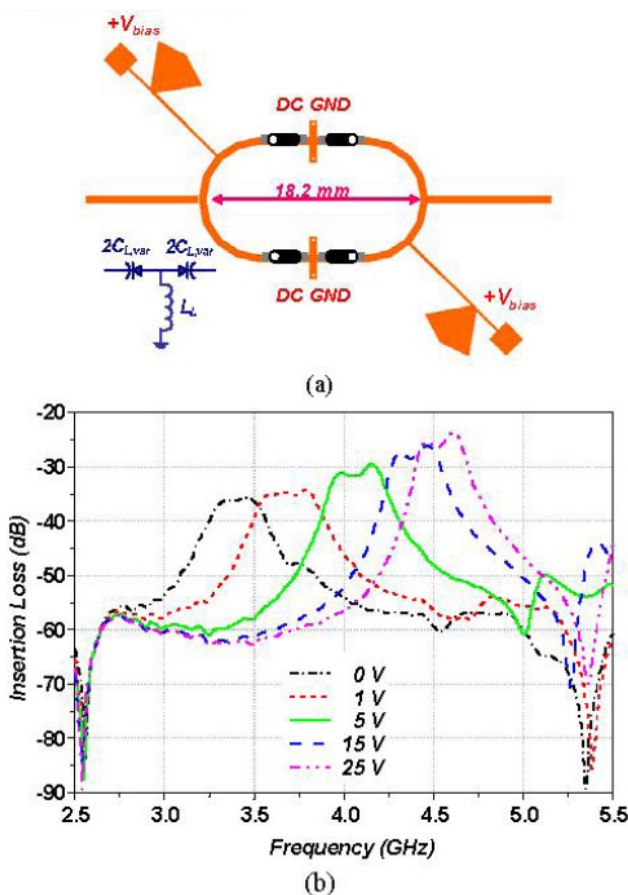 +Vbias
DC GND
18.2 mm
2CL,var 2CL,var
LL
DC GND
+Vbias
(a)
-20
-30
-40
-50
-60
-70
-80
-90
Insertion Loss (dB)
0 V
1 V
5 V
15 V
25 V
2.5 3.0 3.5 4.0 4.5 5.0 5.5
Frequency (GHz)
(b)